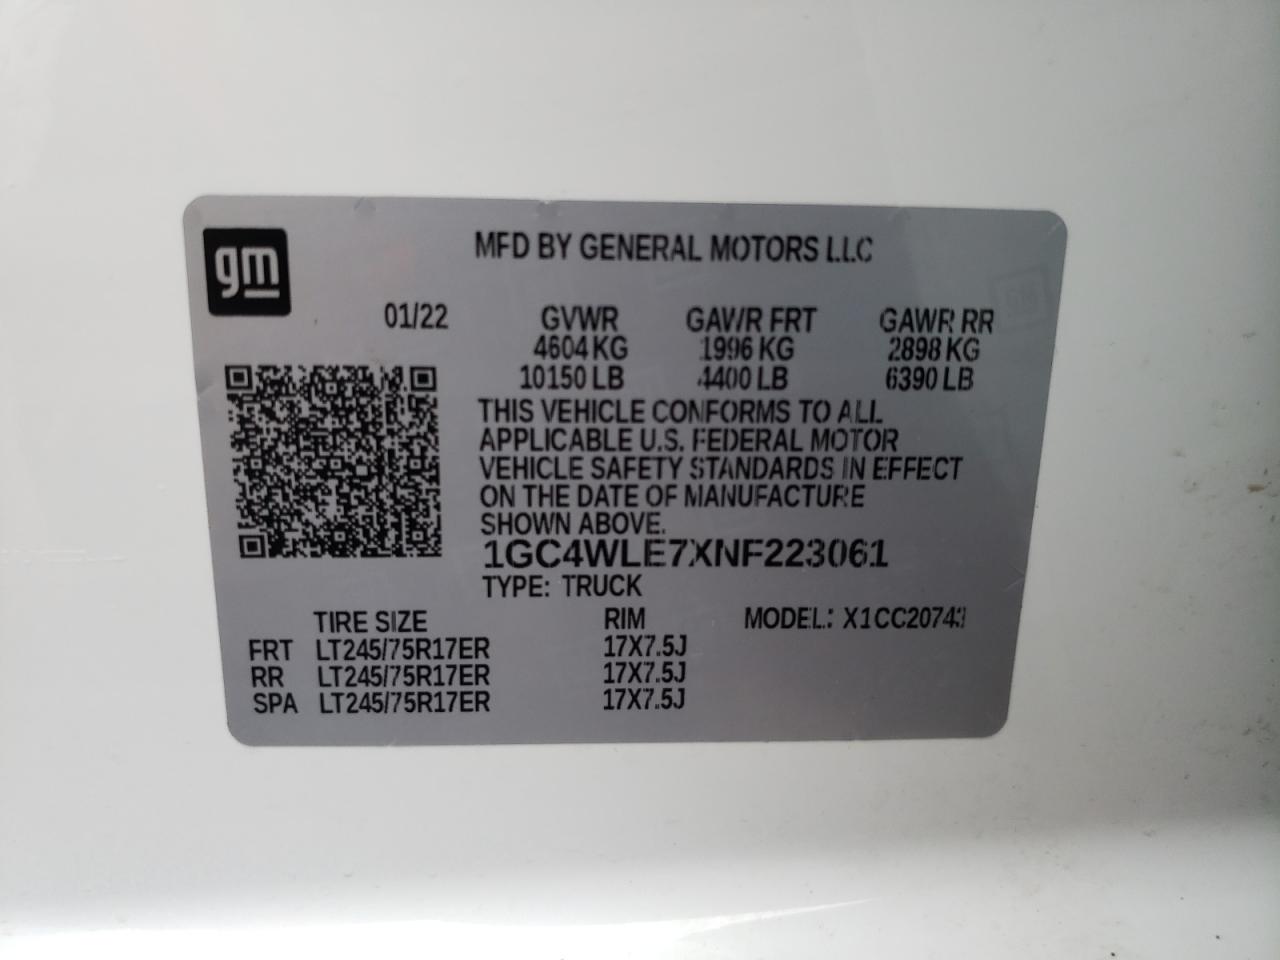 gm
MFD BY GENERAL MOTORS LLC
01/22 GVWR GAWR FRT GAWR RR
4604 KG 1996 KG 2898 KG
10150 LB 4400 LB 6390 LB
THIS VEHICLE CONFORMS TO ALL
APPLICABLE U.S. FEDERAL MOTOR
VEHICLE SAFETY STANDARDS IN EFFECT
ON THE DATE OF MANUFACTURE
SHOWN ABOVE.
1GC4WLE7XNF223061
TYPE: TRUCK
TIRE SIZE RIM MODEL: X1CC20743
FRT LT245/75R17ER 17X7.5J
RR LT245/75R17ER 17X7.5J
SPA LT245/75R17ER 17X7.5J